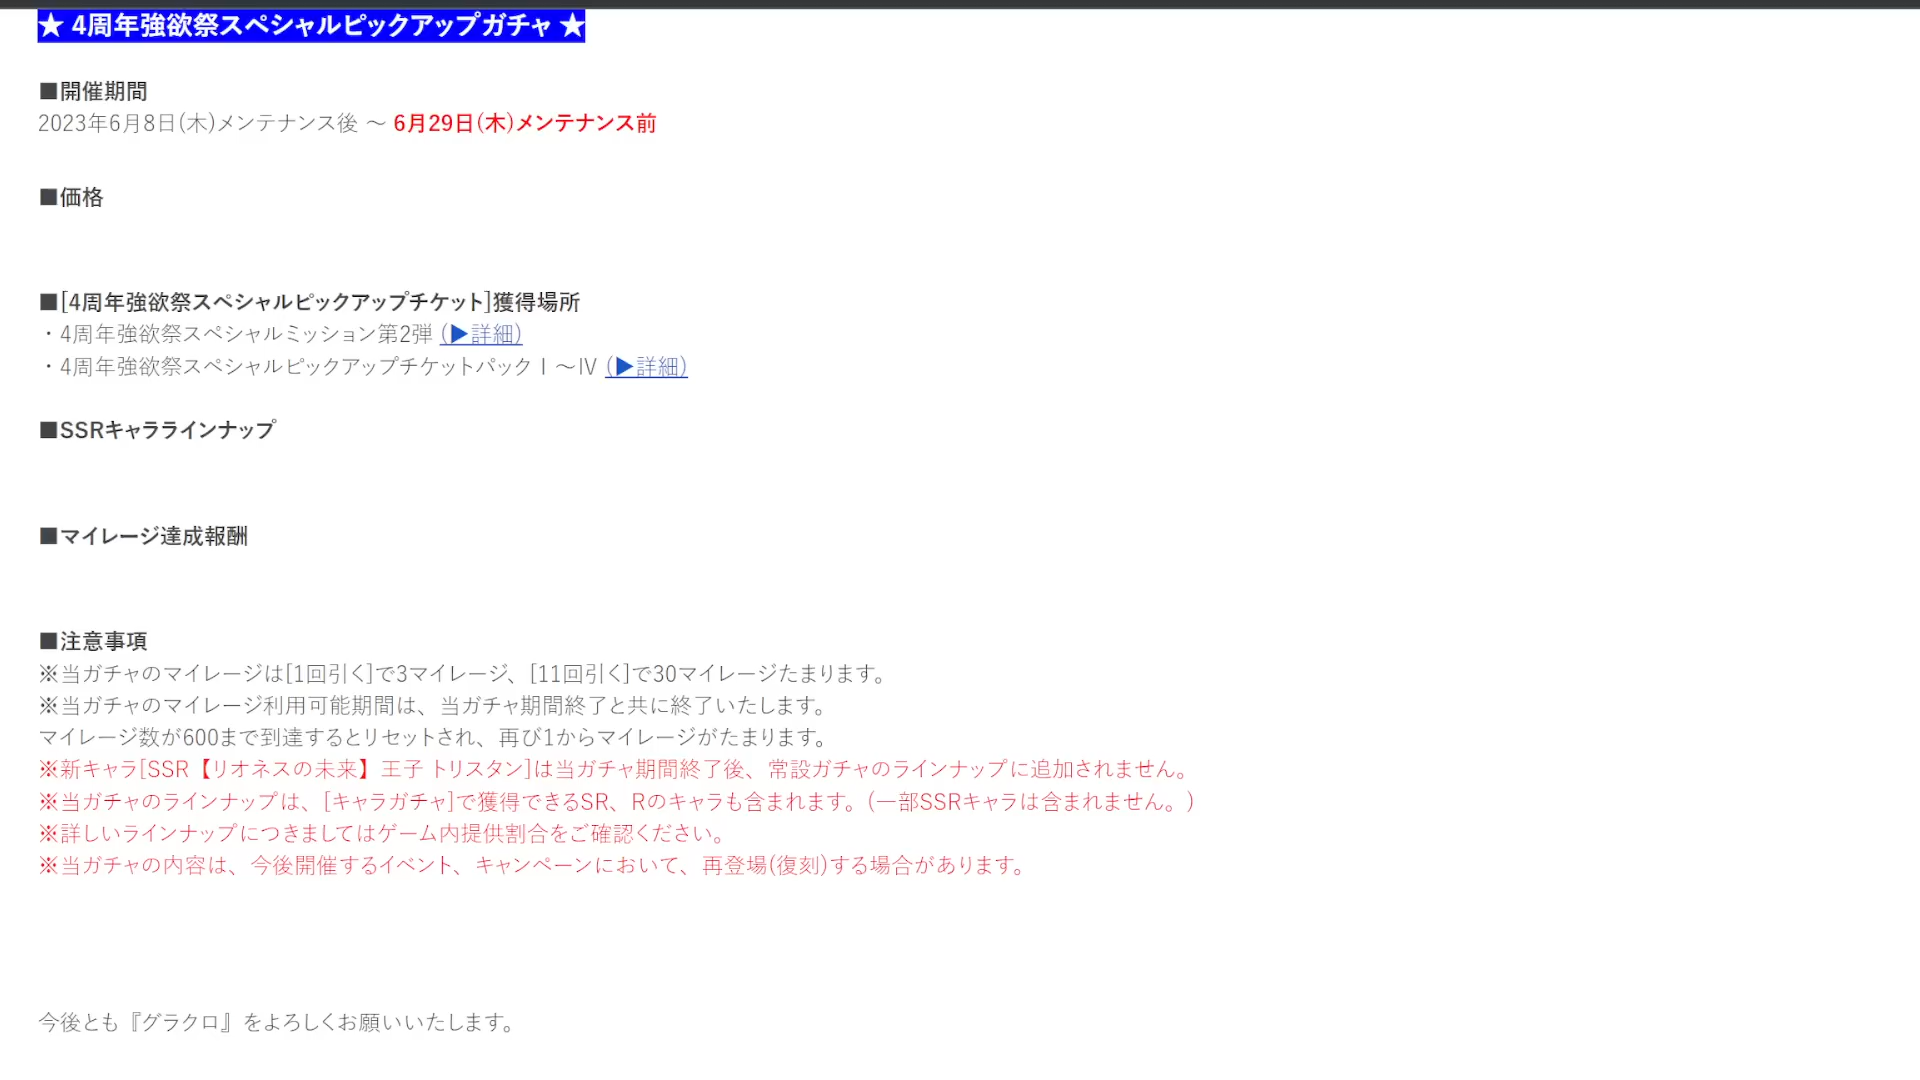 ★ 4周年強欲祭スペシャルピックアップガチャ ★
■開催期間
2023年6月8日(木)メンテナンス後 ～ 6月29日(木)メンテナンス前
■価格
■[4周年強欲祭スペシャルピックアップチケット]獲得場所
・4周年強欲祭スペシャルミッション第2弾 (▶詳細)
・4周年強欲祭スペシャルピックアップチケットパックⅠ～Ⅳ (▶詳細)
■SSRキャララインナップ
■マイレージ達成報酬
■注意事項
※当ガチャのマイレージは[1回引く]で3マイレージ、[11回引く]で30マイレージたまります。
※当ガチャのマイレージ利用可能期間は、当ガチャ期間終了と共に終了いたします。
マイレージ数が600まで到達するとリセットされ、再び1からマイレージがたまります。
※新キャラ[SSR【リオネスの未来】王子 トリスタン]は当ガチャ期間終了後、常設ガチャのラインナップに追加されません。
※当ガチャのラインナップは、[キャラガチャ]で獲得できるSR、Rのキャラも含まれます。(一部SSRキャラは含まれません。)
※詳しいラインナップにつきましてはゲーム内提供割合をご確認ください。
※当ガチャの内容は、今後開催するイベント、キャンペーンにおいて、再登場(復刻)する場合があります。
今後とも『グラクロ』をよろしくお願いいたします。